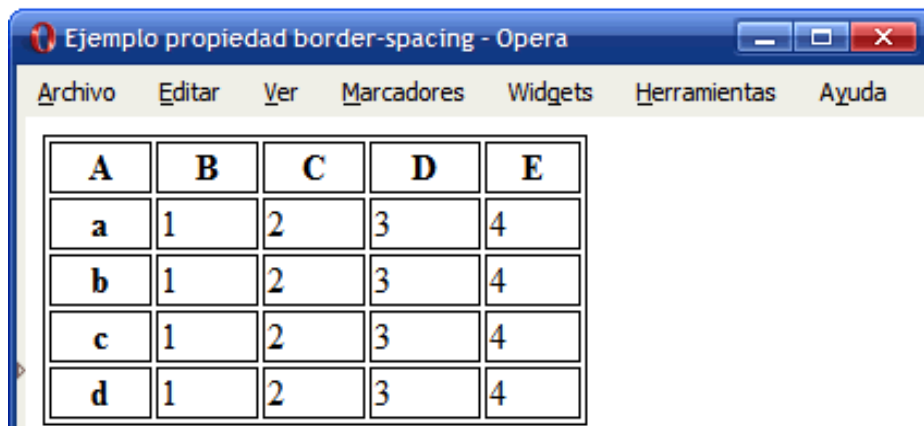 Ejemplo propiedad border-spacing - Opera
Archivo Editar Ver Marcadores Widgets Herramientas Ayuda
A B C D E
a 1 2 3 4
b 1 2 3 4
c 1 2 3 4
d 1 2 3 4